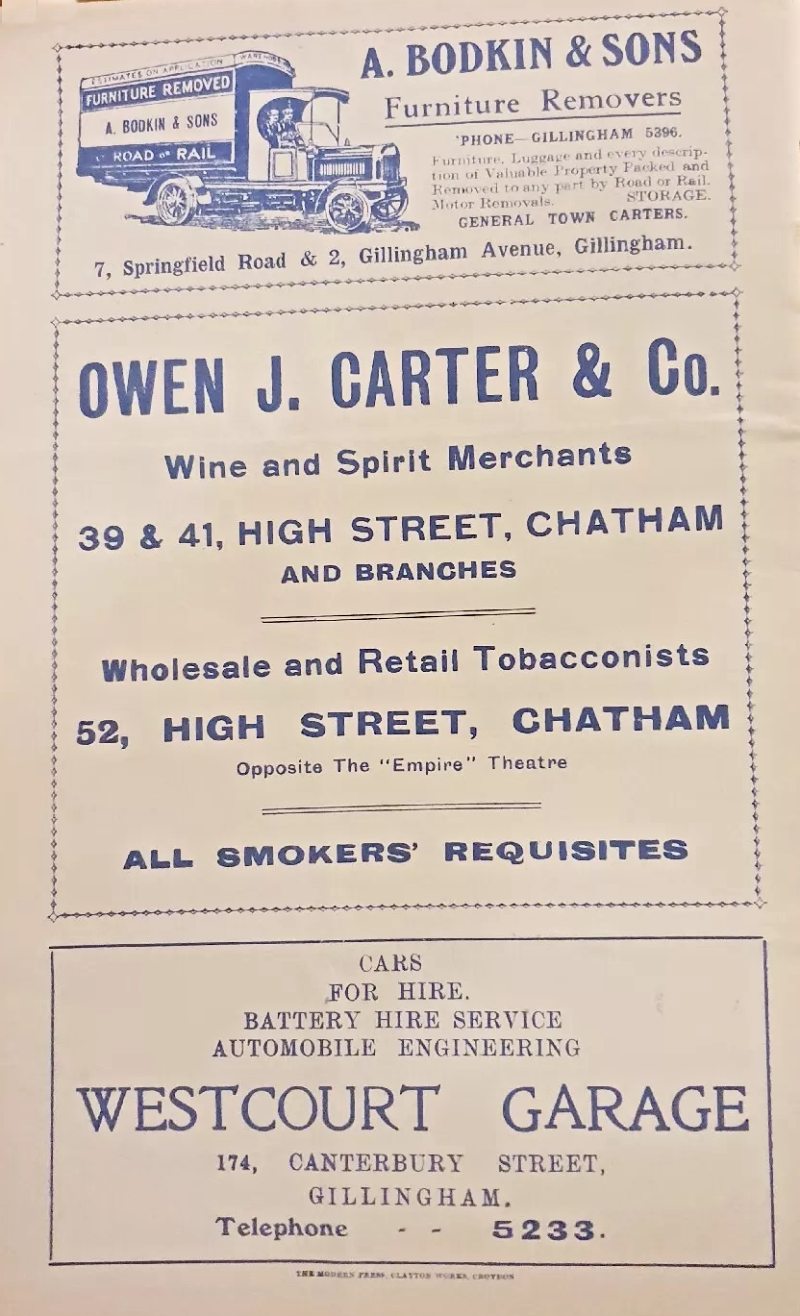 ESTIMATES ON APPLICATION WAREHOUSE
FURNITURE REMOVED
A. BODKIN & SONS
BY ROAD OR RAIL
A. BODKIN & SONS
Furniture Removers
'PHONE—GILLINGHAM 5396.
Furniture, Luggage and every descrip-
tion of Valuable Property Packed and
Removed to any part by Road or Rail.
Motor Removals. STORAGE.
GENERAL TOWN CARTERS.
7, Springfield Road & 2, Gillingham Avenue, Gillingham.
OWEN J. CARTER & Co.
Wine and Spirit Merchants
39 & 41, HIGH STREET, CHATHAM
AND BRANCHES
Wholesale and Retail Tobacconists
52, HIGH STREET, CHATHAM
Opposite The "Empire" Theatre
ALL SMOKERS' REQUISITES
CARS
FOR HIRE.
BATTERY HIRE SERVICE
AUTOMOBILE ENGINEERING
WESTCOURT GARAGE
174, CANTERBURY STREET,
GILLINGHAM.
Telephone - - 5233.
THE MODERN PRESS, CLAYTON WORKS, CROYDON